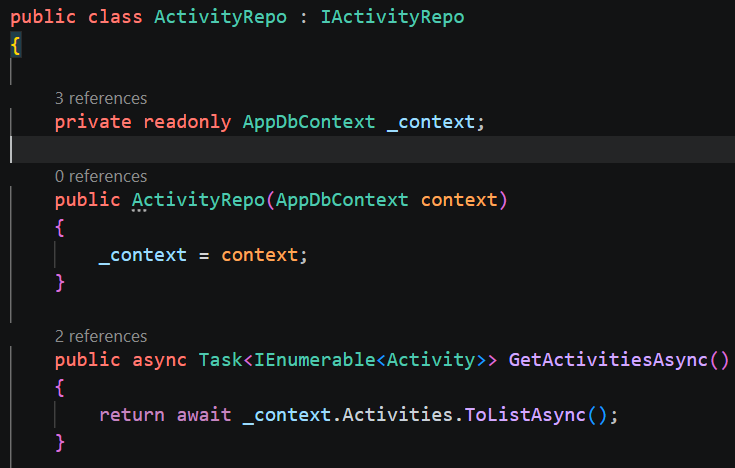 public class ActivityRepo : IActivityRepo
{
3 references
private readonly AppDbContext _context;
0 references
public ActivityRepo(AppDbContext context)
{
_context = context;
}
2 references
public async Task<IEnumerable<Activity>> GetActivitiesAsync()
{
return await _context.Activities.ToListAsync();
}